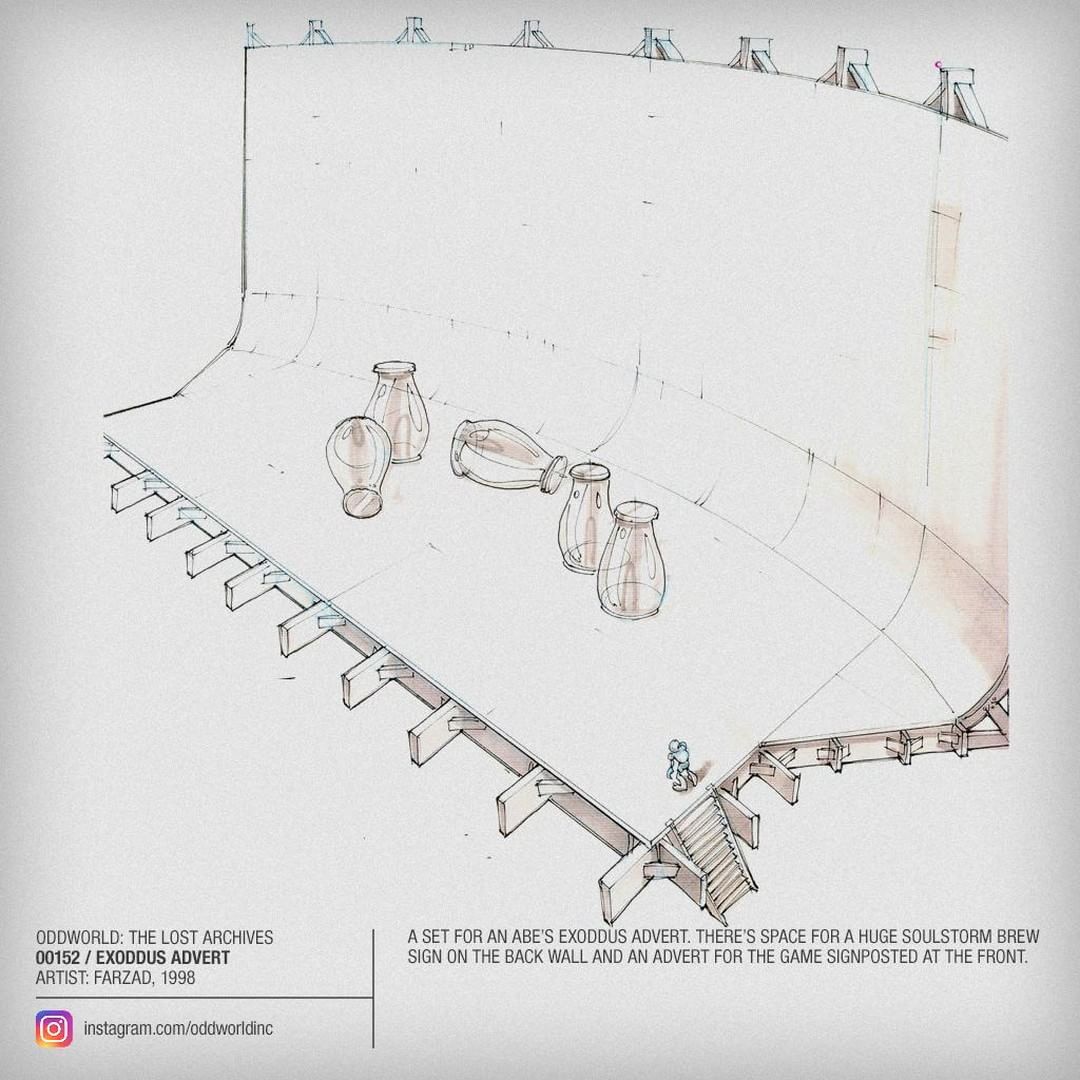 ODDWORLD: THE LOST ARCHIVES
00152 / EXODDUS ADVERT
ARTIST: FARZAD, 1998
instagram.com/oddworldinc
A SET FOR AN ABE'S EXODDUS ADVERT. THERE'S SPACE FOR A HUGE SOULSTORM BREW
SIGN ON THE BACK WALL AND AN ADVERT FOR THE GAME SIGNPOSTED AT THE FRONT.